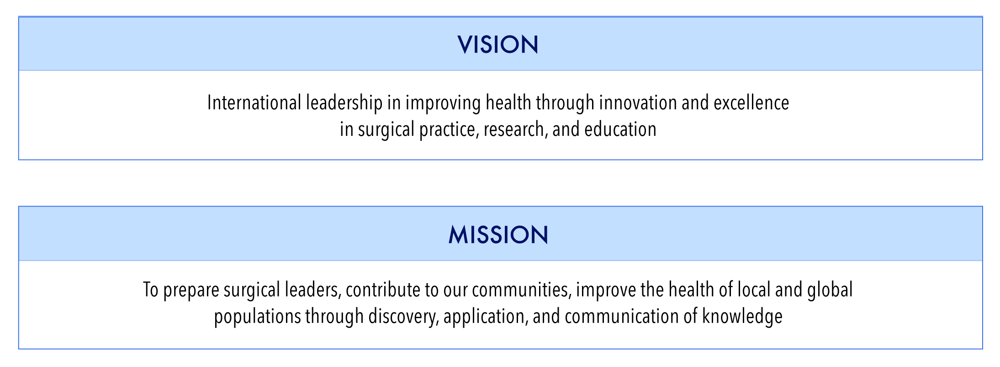 VISION
International leadership in improving health through innovation and excellence
in surgical practice, research, and education
MISSION
To prepare surgical leaders, contribute to our communities, improve the health of local and global
populations through discovery, application, and communication of knowledge